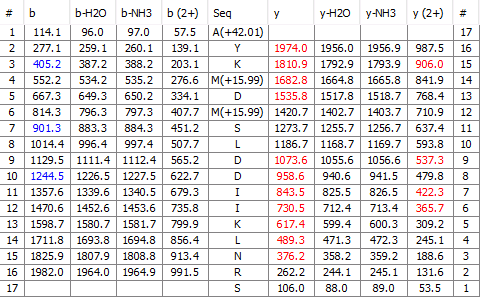 # b b-H2O b-NH3 b (2+) Seq y y-H2O y-NH3 y (2+) #
1 114.1 96.0 97.0 57.5 A(+42.01) 17
2 277.1 259.1 260.1 139.1 Y 1974.0 1956.0 1956.9 987.5 16
3 405.2 387.2 388.2 203.1 K 1810.9 1792.9 1793.9 906.0 15
4 552.2 534.2 535.2 276.6 M(+15.99) 1682.8 1664.8 1665.8 841.9 14
5 667.3 649.3 650.2 334.1 D 1535.8 1517.8 1518.7 768.4 13
6 814.3 796.3 797.3 407.7 M(+15.99) 1420.7 1402.7 1403.7 710.9 12
7 901.3 883.3 884.3 451.2 S 1273.7 1255.7 1256.7 637.4 11
8 1014.4 996.4 997.4 507.7 L 1186.7 1168.7 1169.7 593.8 10
9 1129.5 1111.4 1112.4 565.2 D 1073.6 1055.6 1056.6 537.3 9
10 1244.5 1226.5 1227.5 622.7 D 958.6 940.6 941.5 479.8 8
11 1357.6 1339.6 1340.5 679.3 I 843.5 825.5 826.5 422.3 7
12 1470.6 1452.6 1453.6 735.8 I 730.5 712.4 713.4 365.7 6
13 1598.7 1580.7 1581.7 799.9 K 617.4 599.4 600.3 309.2 5
14 1711.8 1693.8 1694.8 856.4 L 489.3 471.3 472.3 245.1 4
15 1825.9 1807.9 1808.8 913.4 N 376.2 358.2 359.2 188.6 3
16 1982.0 1964.0 1964.9 991.5 R 262.2 244.1 245.1 131.6 2
17 S 106.0 88.0 89.0 53.5 1